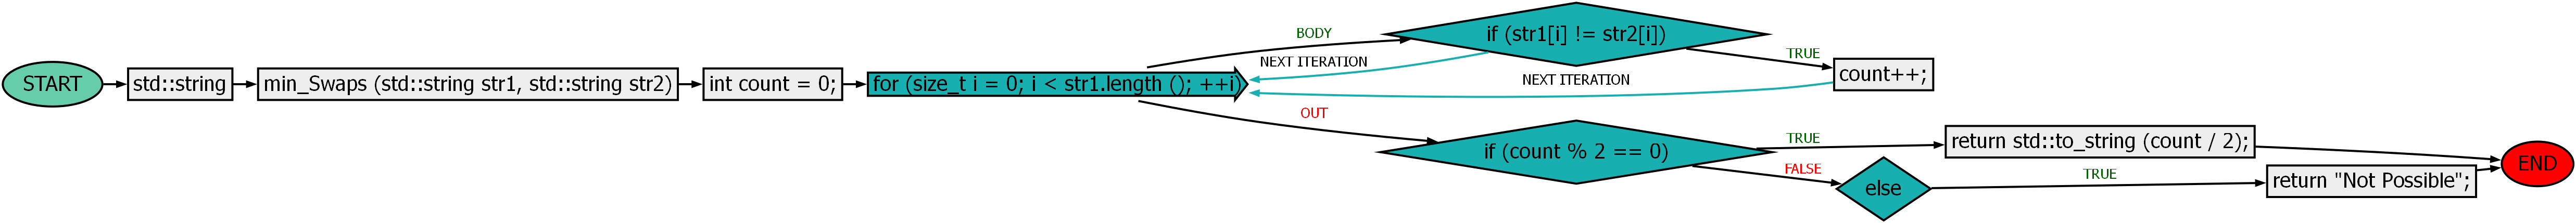 START
std::string
min_Swaps (std::string str1, std::string str2)
int count = 0;
for (size_t i = 0; i < str1.length (); ++i)
BODY
if (str1[i] != str2[i])
NEXT ITERATION
TRUE
count++;
NEXT ITERATION
OUT
if (count % 2 == 0)
TRUE
return std::to_string (count / 2);
FALSE
else
TRUE
return "Not Possible";
END